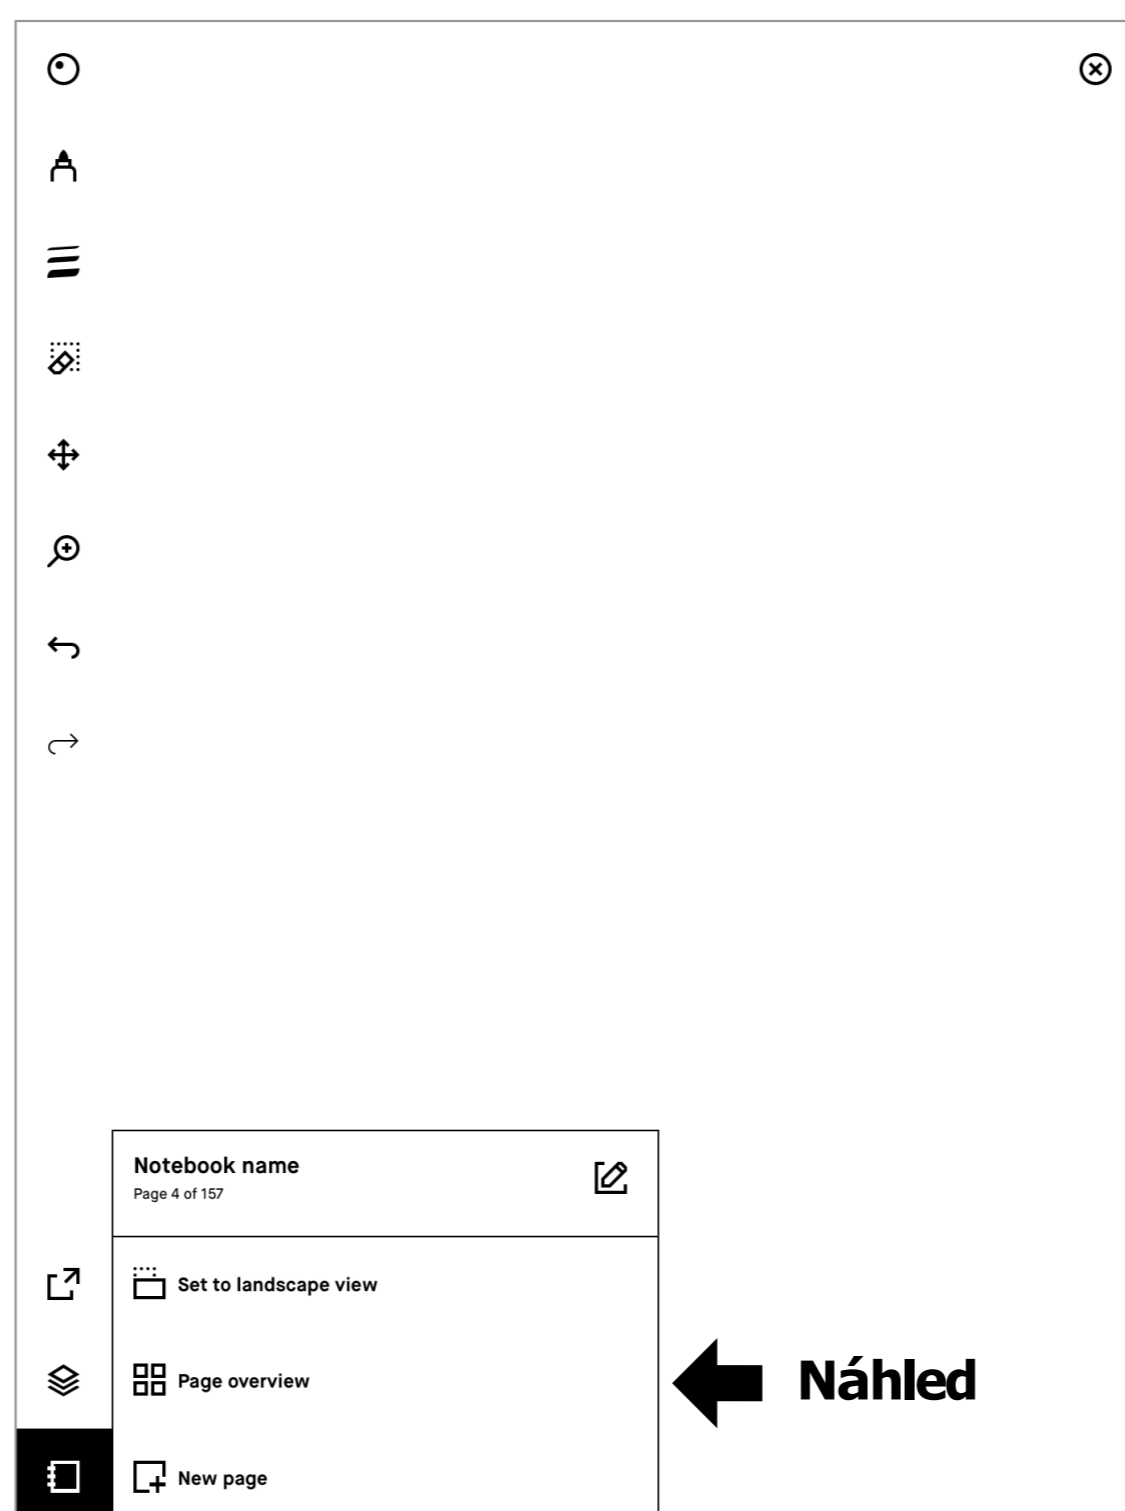 Notebook name
Page 4 of 157
Set to landscape view
Page overview
Náhled
New page